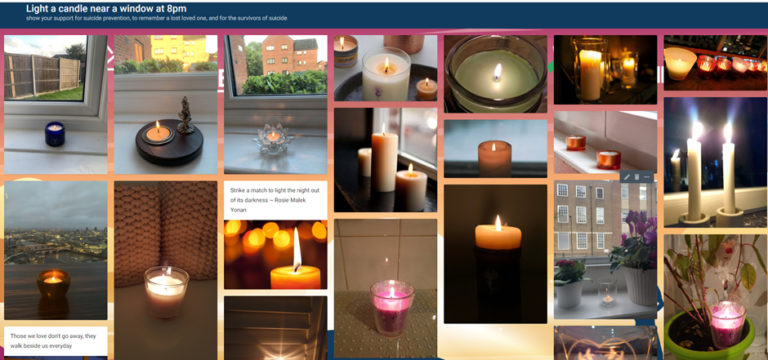 Light a candle near a window at 8pm
show your support for suicide prevention, to remember a lost loved one, and for the survivors of suicide
Strike a match to light the night out
of its darkness ~ Rosie Malek
Yonan
Those we love don't go away, they
walk beside us everyday